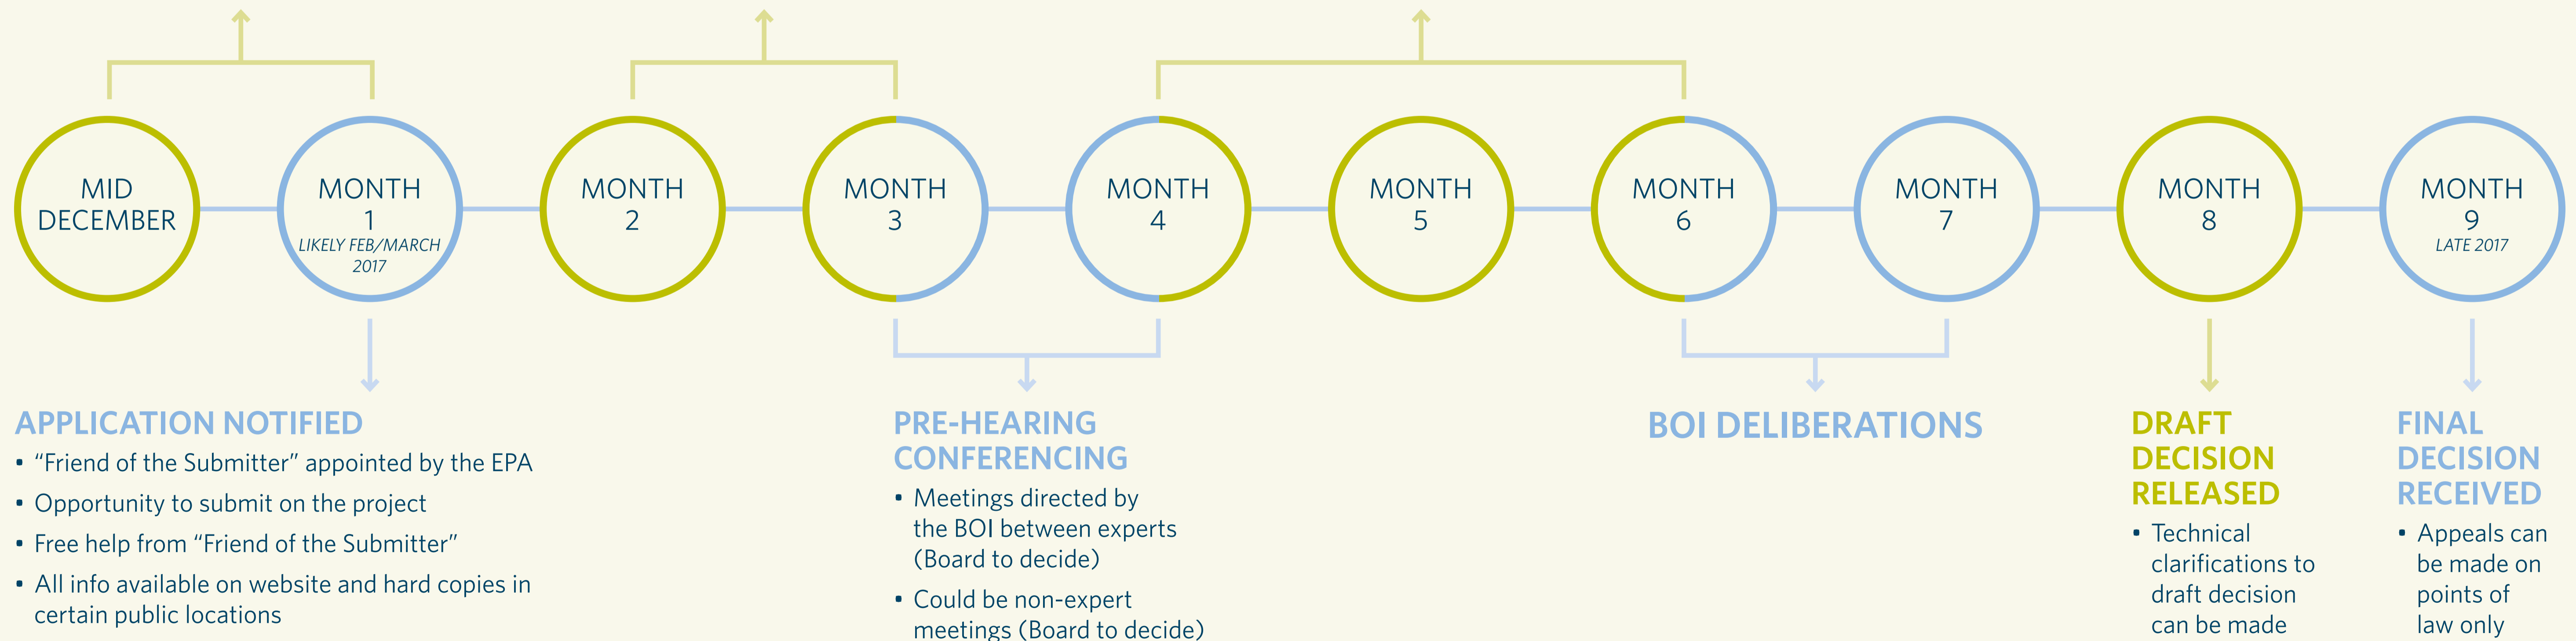 MID
DECEMBER
MONTH
1
LIKELY FEB/MARCH
2017
MONTH
2
MONTH
3
MONTH
4
MONTH
5
MONTH
6
MONTH
7
MONTH
8
MONTH
9
LATE 2017
APPLICATION NOTIFIED
• “Friend of the Submitter” appointed by the EPA
• Opportunity to submit on the project
• Free help from “Friend of the Submitter”
• All info available on website and hard copies in
certain public locations
PRE-HEARING
CONFERENCING
• Meetings directed by
the BOI between experts
(Board to decide)
• Could be non-expert
meetings (Board to decide)
BOI DELIBERATIONS
DRAFT
DECISION
RELEASED
• Technical
clarifications to
draft decision
can be made
FINAL
DECISION
RECEIVED
• Appeals can
be made on
points of
law only